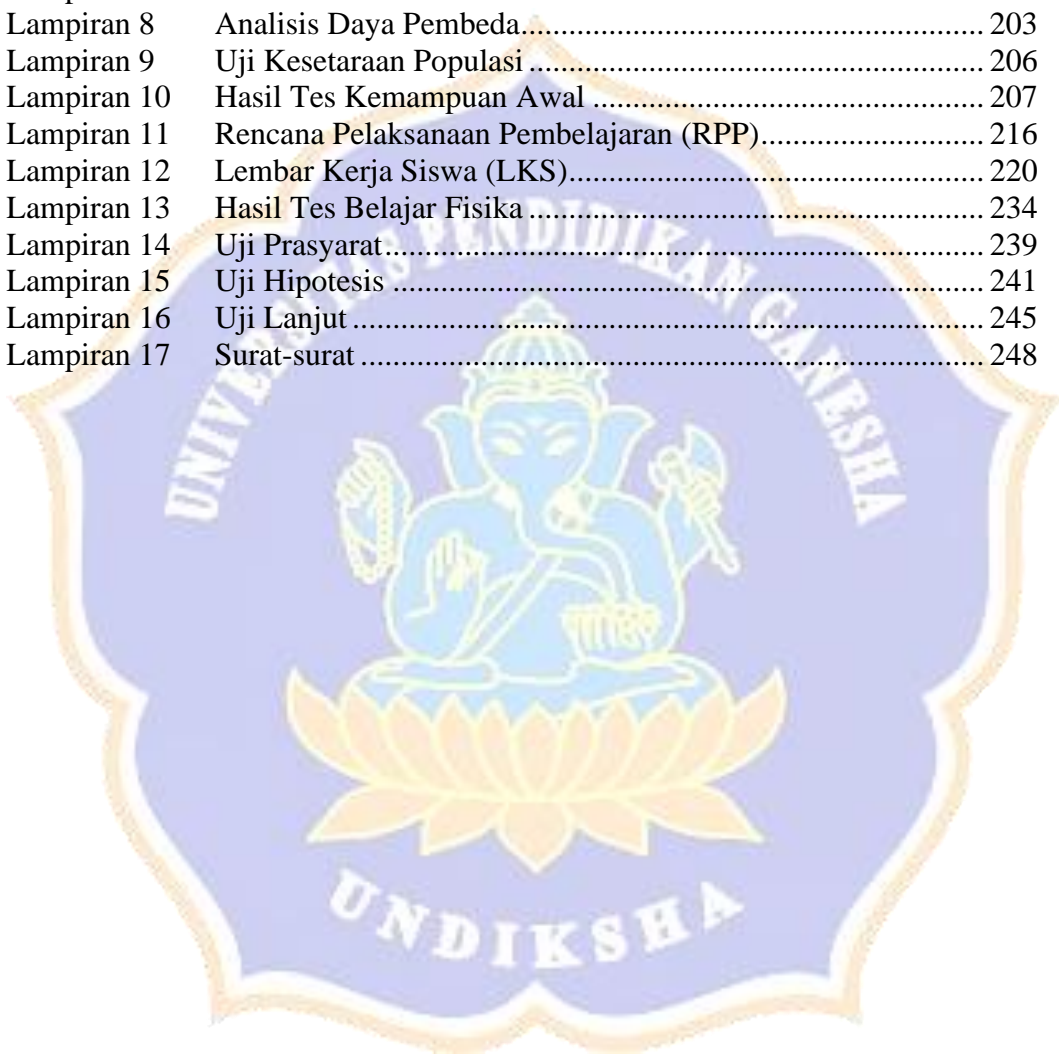 Lampiran 8 Analisis Daya Pembeda........................................................ 203
Lampiran 9 Uji Kesetaraan Populasi....................................................... 206
Lampiran 10 Hasil Tes Kemampuan Awal ............................................... 207
Lampiran 11 Rencana Pelaksanaan Pembelajaran (RPP)........................... 216
Lampiran 12 Lembar Kerja Siswa (LKS).................................................. 220
Lampiran 13 Hasil Tes Belajar Fisika....................................................... 234
Lampiran 14 Uji Prasyarat........................................................................ 239
Lampiran 15 Uji Hipotesis ....................................................................... 241
Lampiran 16 Uji Lanjut............................................................................ 245
Lampiran 17 Surat-surat........................................................................... 248
UNIVERSITAS PENDIDIKAN GANESHA
UNDIKSHA